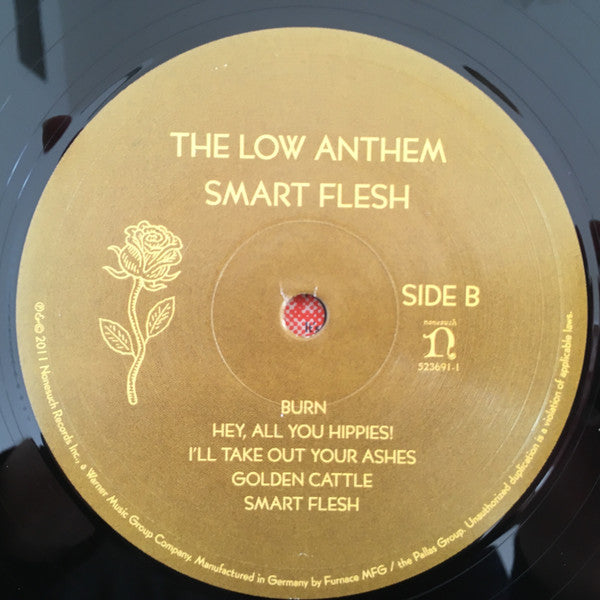 THE LOW ANTHEM
SMART FLESH
SIDE B
nonesuch
n
523691-1
BURN
HEY, ALL YOU HIPPIES!
I'LL TAKE OUT YOUR ASHES
GOLDEN CATTLE
SMART FLESH
℗ & © 2011 Nonesuch Records Inc., a Warner Music Group Company. Manufactured in Germany by Furnace MFG / the Pallas Group. Unauthorized duplication is a violation of applicable laws.